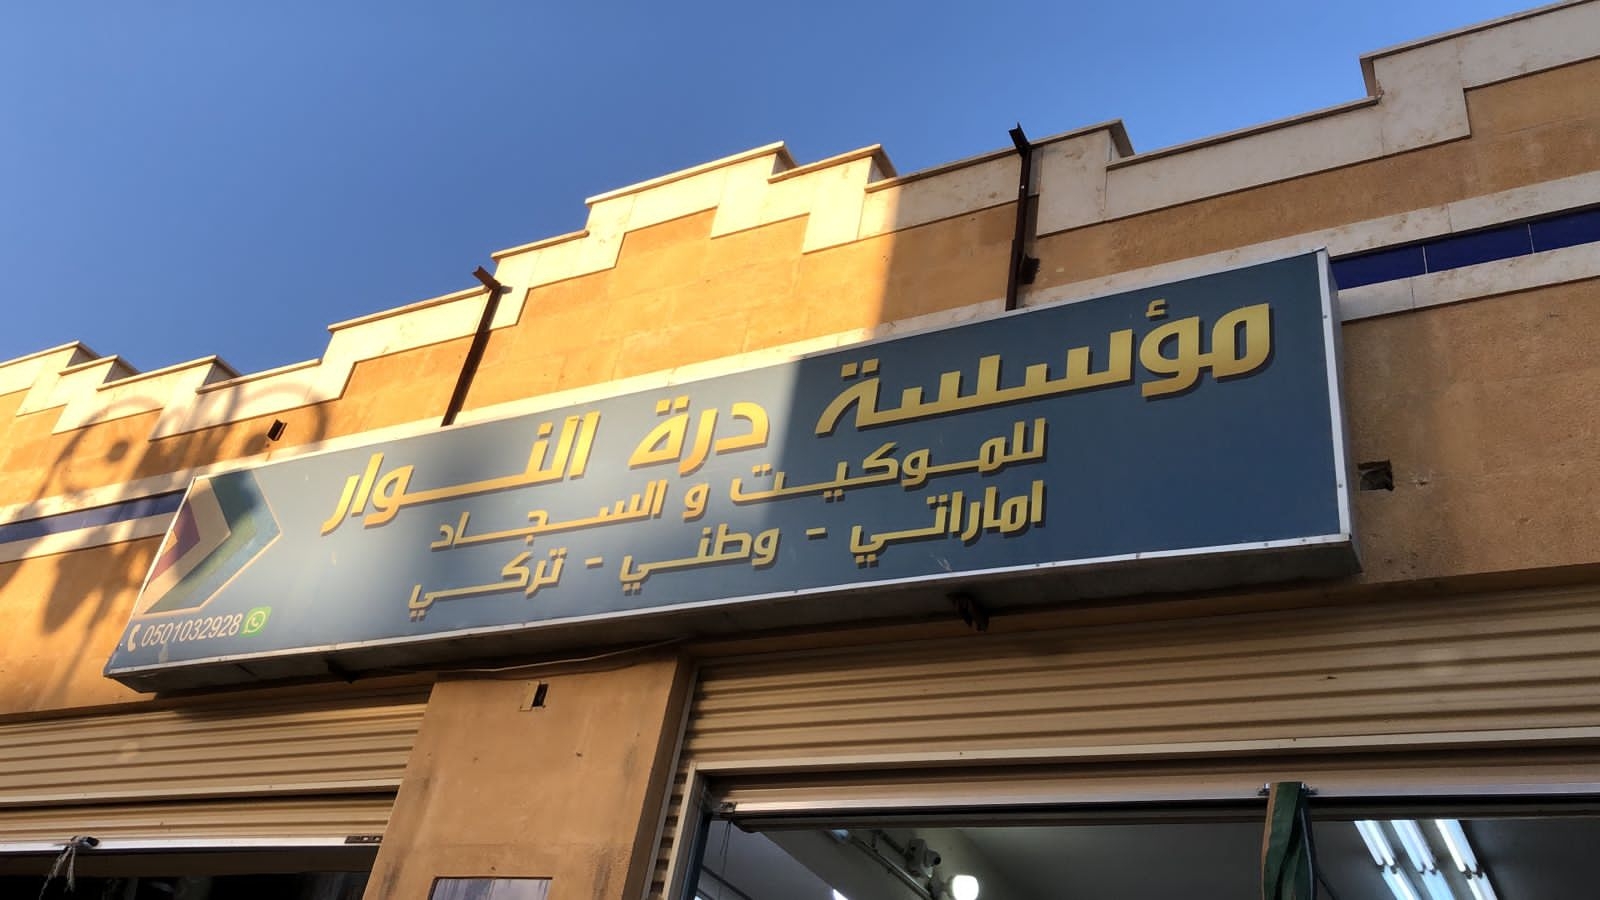 مؤسسة درة النوار
للموكيت و السجاد
اماراتي - وطني - تركي
0501032928